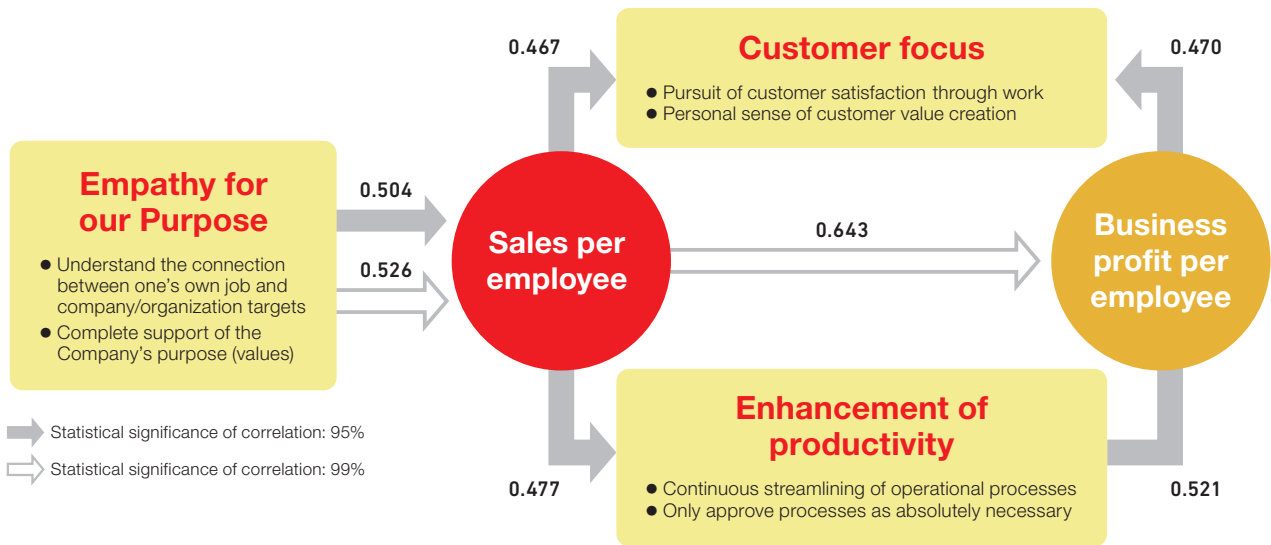 Empathy for
our Purpose
● Understand the connection
between one's own job and
company/organization targets
● Complete support of the
Company's purpose (values)
0.504
0.526
Sales per
employee
0.467
Customer focus
● Pursuit of customer satisfaction through work
● Personal sense of customer value creation
0.470
0.643
Business
profit per
employee
0.477
Enhancement of
productivity
● Continuous streamlining of operational processes
● Only approve processes as absolutely necessary
0.521
Statistical significance of correlation: 95%
Statistical significance of correlation: 99%